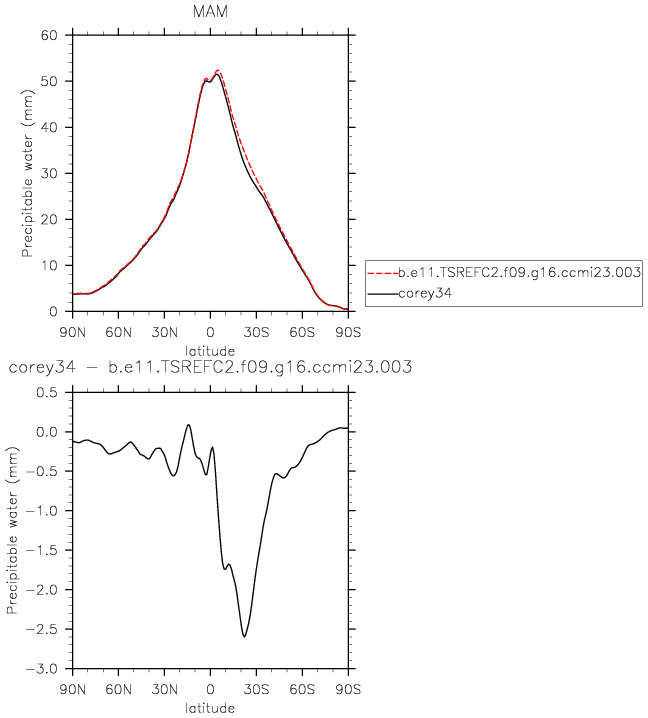 MAM
60
50
40
30
20
10
0
Precipitable water (mm)
90N 60N 30N 0 30S 60S 90S
latitude
b.e11.TSREFC2.f09.g16.ccmi23.003
corey34
corey34 − b.e11.TSREFC2.f09.g16.ccmi23.003
0.5
0.0
−0.5
−1.0
−1.5
−2.0
−2.5
−3.0
Precipitable water (mm)
90N 60N 30N 0 30S 60S 90S
latitude